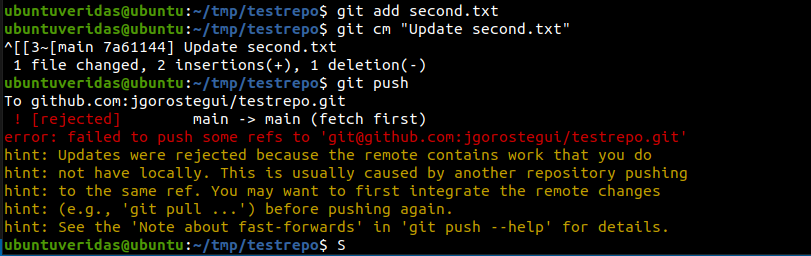 ubuntuveridas@ubuntu:~/tmp/testrepo$ git add second.txt
ubuntuveridas@ubuntu:~/tmp/testrepo$ git cm "Update second.txt"
^[[3~[main 7a61144] Update second.txt
 1 file changed, 2 insertions(+), 1 deletion(-)
ubuntuveridas@ubuntu:~/tmp/testrepo$ git push
To github.com:jgorostegui/testrepo.git
 ! [rejected]        main -> main (fetch first)
error: failed to push some refs to 'git@github.com:jgorostegui/testrepo.git'
hint: Updates were rejected because the remote contains work that you do
hint: not have locally. This is usually caused by another repository pushing
hint: to the same ref. You may want to first integrate the remote changes
hint: (e.g., 'git pull ...') before pushing again.
hint: See the 'Note about fast-forwards' in 'git push --help' for details.
ubuntuveridas@ubuntu:~/tmp/testrepo$ S